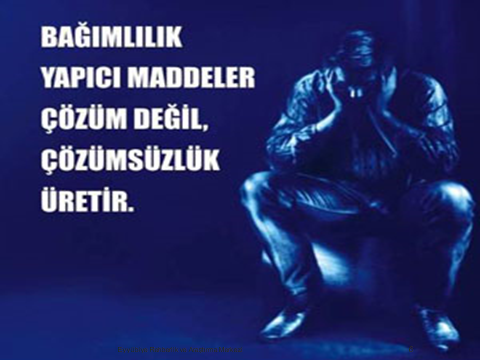 BAĞIMLILIK
YAPICI MADDELER
ÇÖZÜM DEĞİL,
ÇÖZÜMSÜZLÜK
ÜRETİR.